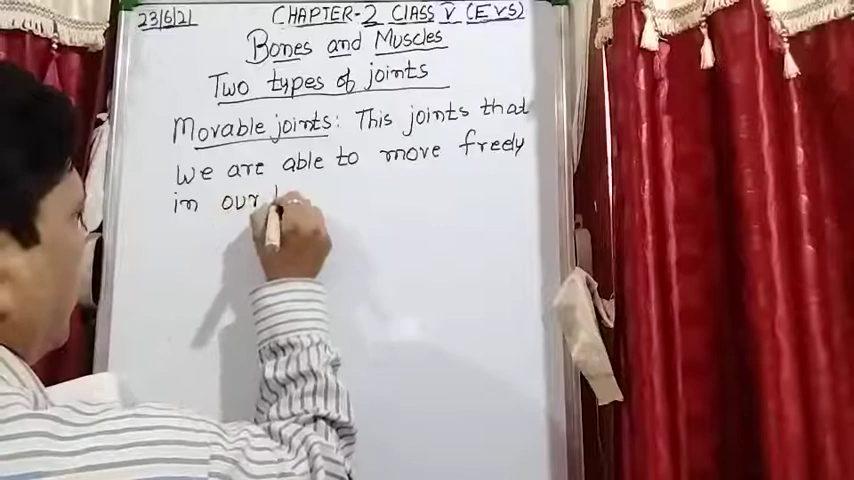 23/6/21 CHAPTER-2 CLASS V (EVS)
Bones and Muscles
Two types of joints
Movable joints: This joints that
we are able to move freely
in our